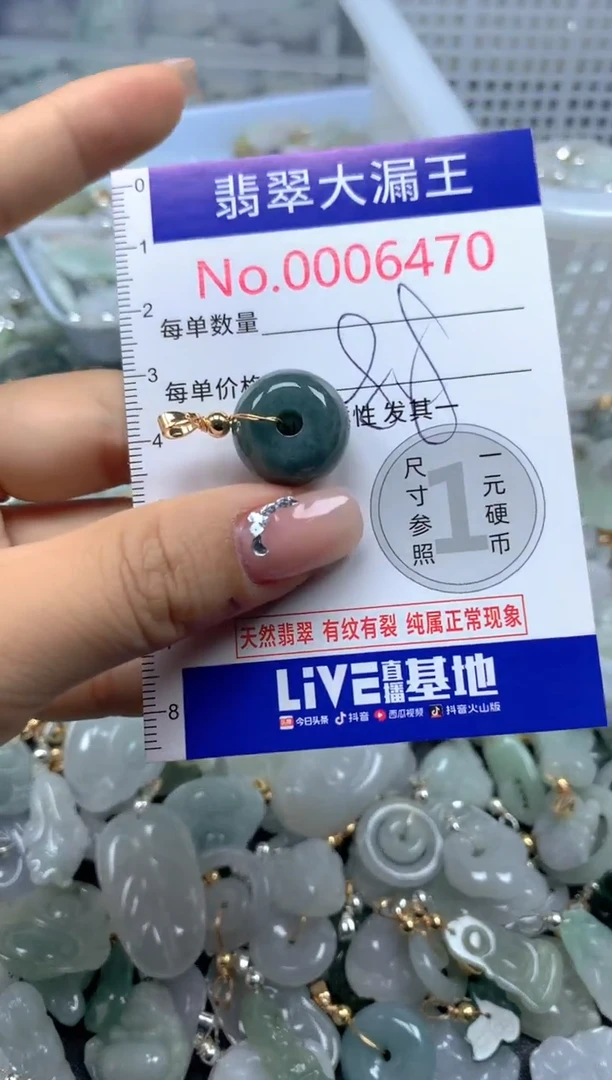 翡翠大漏王
0
1
No.0006470
2
每单数量
3
每单价格
性发其一
4
尺寸参照
1
一元硬币
天然翡翠 有纹有裂 纯属正常现象
LiVE直播基地
头条 今日头条 抖音 西瓜视频 抖音火山版
8